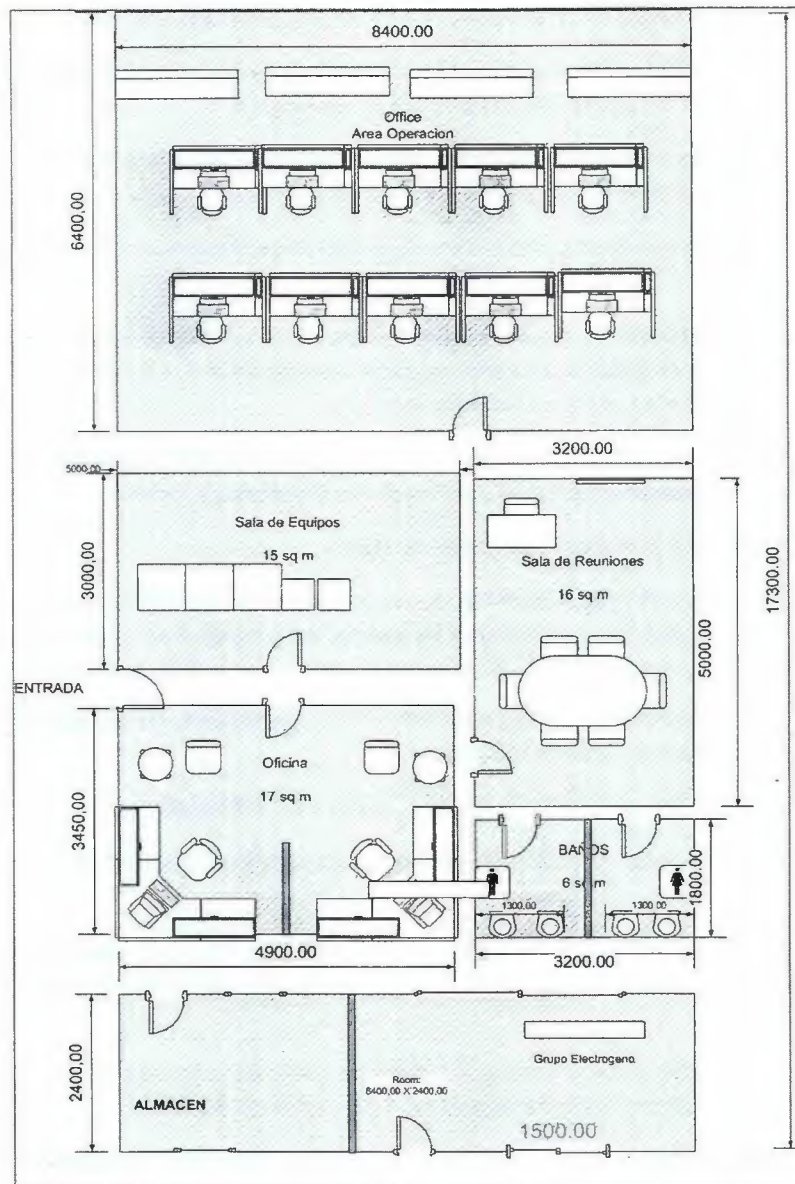 8400.00
Office
Area Operacion
6400,00
3200.00
5000.00
Sala de Equipos
15 sq m
3000,00
Sala de Reuniones
16 sq m
17300.00
5000.00
ENTRADA
Oficina
17 sq m
3450,00
BAÑOS
6 sq m
1800.00
1300.00
1300.00
4900.00
3200.00
2400,00
Grupo Electrogeno
Room:
8400,00 X 2400,00
ALMACEN
1500.00